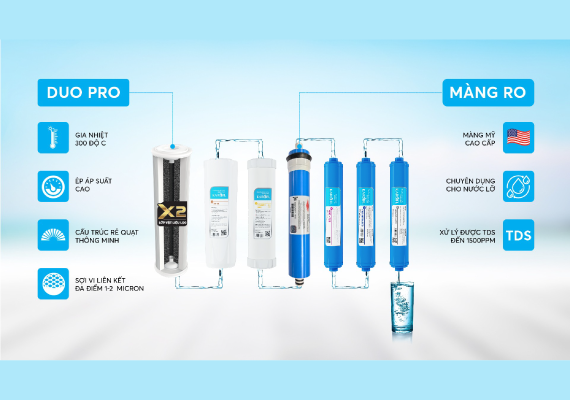 DUO PRO
GIA NHIỆT
300 ĐỘ C
ÉP ÁP SUẤT
CAO
CẤU TRÚC RẺ QUẠT
THÔNG MINH
SỢI VI LIÊN KẾT
ĐA ĐIỂM 1-2 MICRON
X2
MÀNG RO
MÀNG MỸ
CAO CẤP
CHUYÊN DỤNG
CHO NƯỚC LỢ
XỬ LÝ ĐƯỢC TDS
ĐẾN 1500PPM
TDS